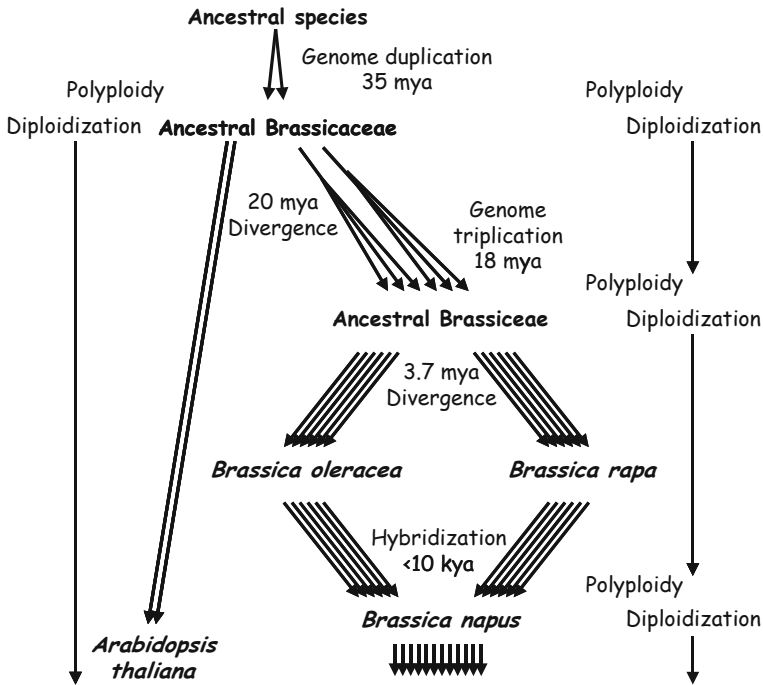 Ancestral species
Genome duplication
35 mya
Polyploidy
Polyploidy
Diploidization
Ancestral Brassicaceae
Diploidization
20 mya
Divergence
Genome
triplication
18 mya
Polyploidy
Ancestral Brassiceae
Diploidization
3.7 mya
Divergence
Brassica oleracea
Brassica rapa
Hybridization
<10 kya
Polyploidy
Brassica napus
Diploidization
Arabidopsis
thaliana